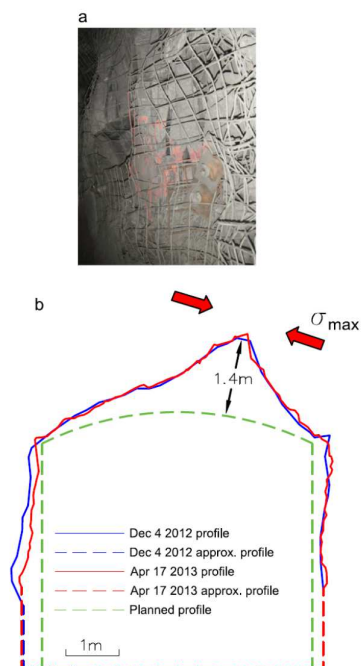 a
b
σmax
1.4m
Dec 4 2012 profile
Dec 4 2012 approx. profile
Apr 17 2013 profile
Apr 17 2013 approx. profile
Planned profile
1m